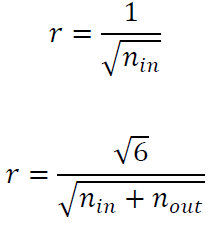 r = 1/√n_in
r = √6/√(n_in + n_out)